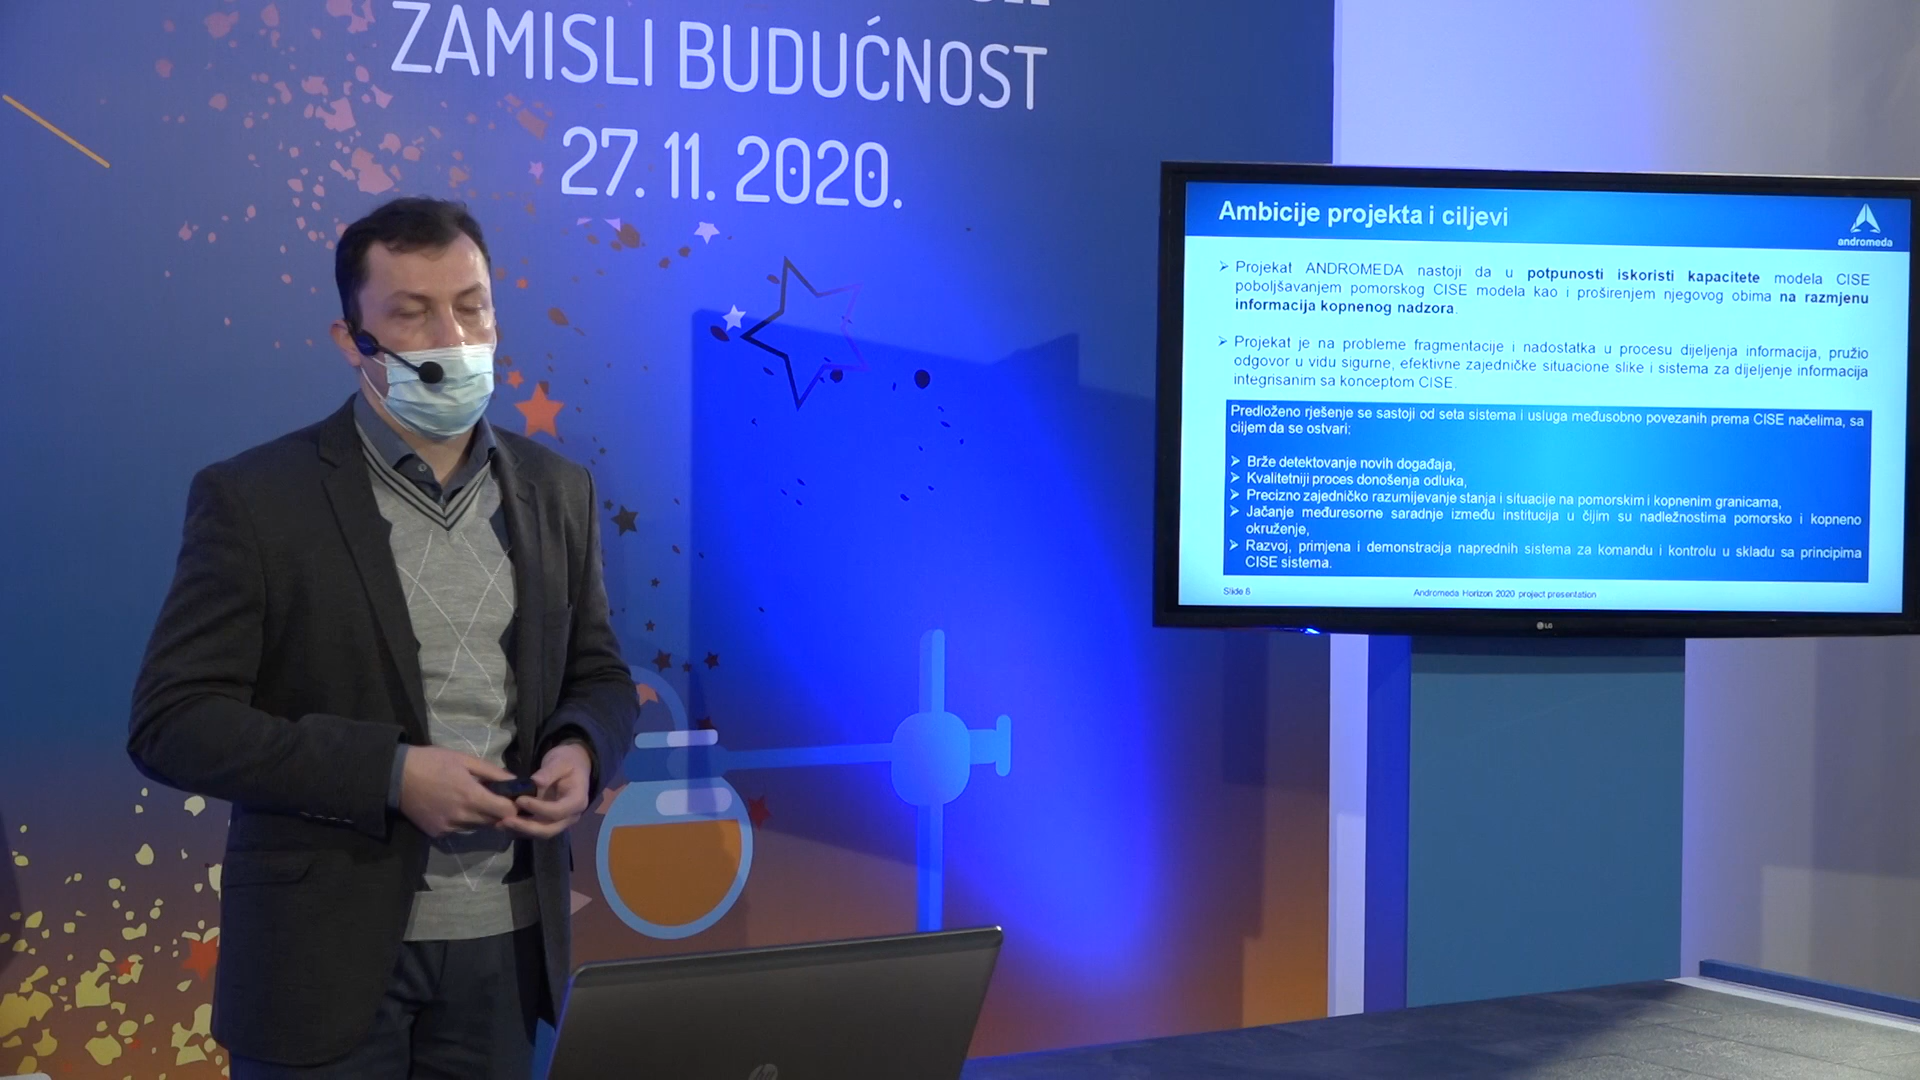 ZAMISLI BUDUĆNOST
27. 11. 2020.
Ambicije projekta i ciljevi
andromeda
➢ Projekat ANDROMEDA nastoji da u potpunosti iskoristi kapacitete modela CISE
poboljšavanjem pomorskog CISE modela kao i proširenjem njegovog obima na razmjenu
informacija kopnenog nadzora.
➢ Projekat je na probleme fragmentacije i nadostatka u procesu dijeljenja informacija, pružio
odgovor u vidu sigurne, efektivne zajedničke situacione slike i sistema za dijeljenje informacija
integrisanim sa konceptom CISE.
Predloženo rješenje se sastoji od seta sistema i usluga međusobno povezanih prema CISE načelima, sa
ciljem da se ostvari:
➢ Brže detektovanje novih događaja,
➢ Kvalitetniji proces donošenja odluka,
➢ Precizno zajedničko razumijevanje stanja i situacije na pomorskim i kopnenim granicama,
➢ Jačanje međuresorne saradnje između institucija u čijim su nadležnostima pomorsko i kopneno
okruženje,
➢ Razvoj, primjena i demonstracija naprednih sistema za komandu i kontrolu u skladu sa principima
CISE sistema.
Slide 5 Andromeda Horizon 2020 project presentation
LG
hp